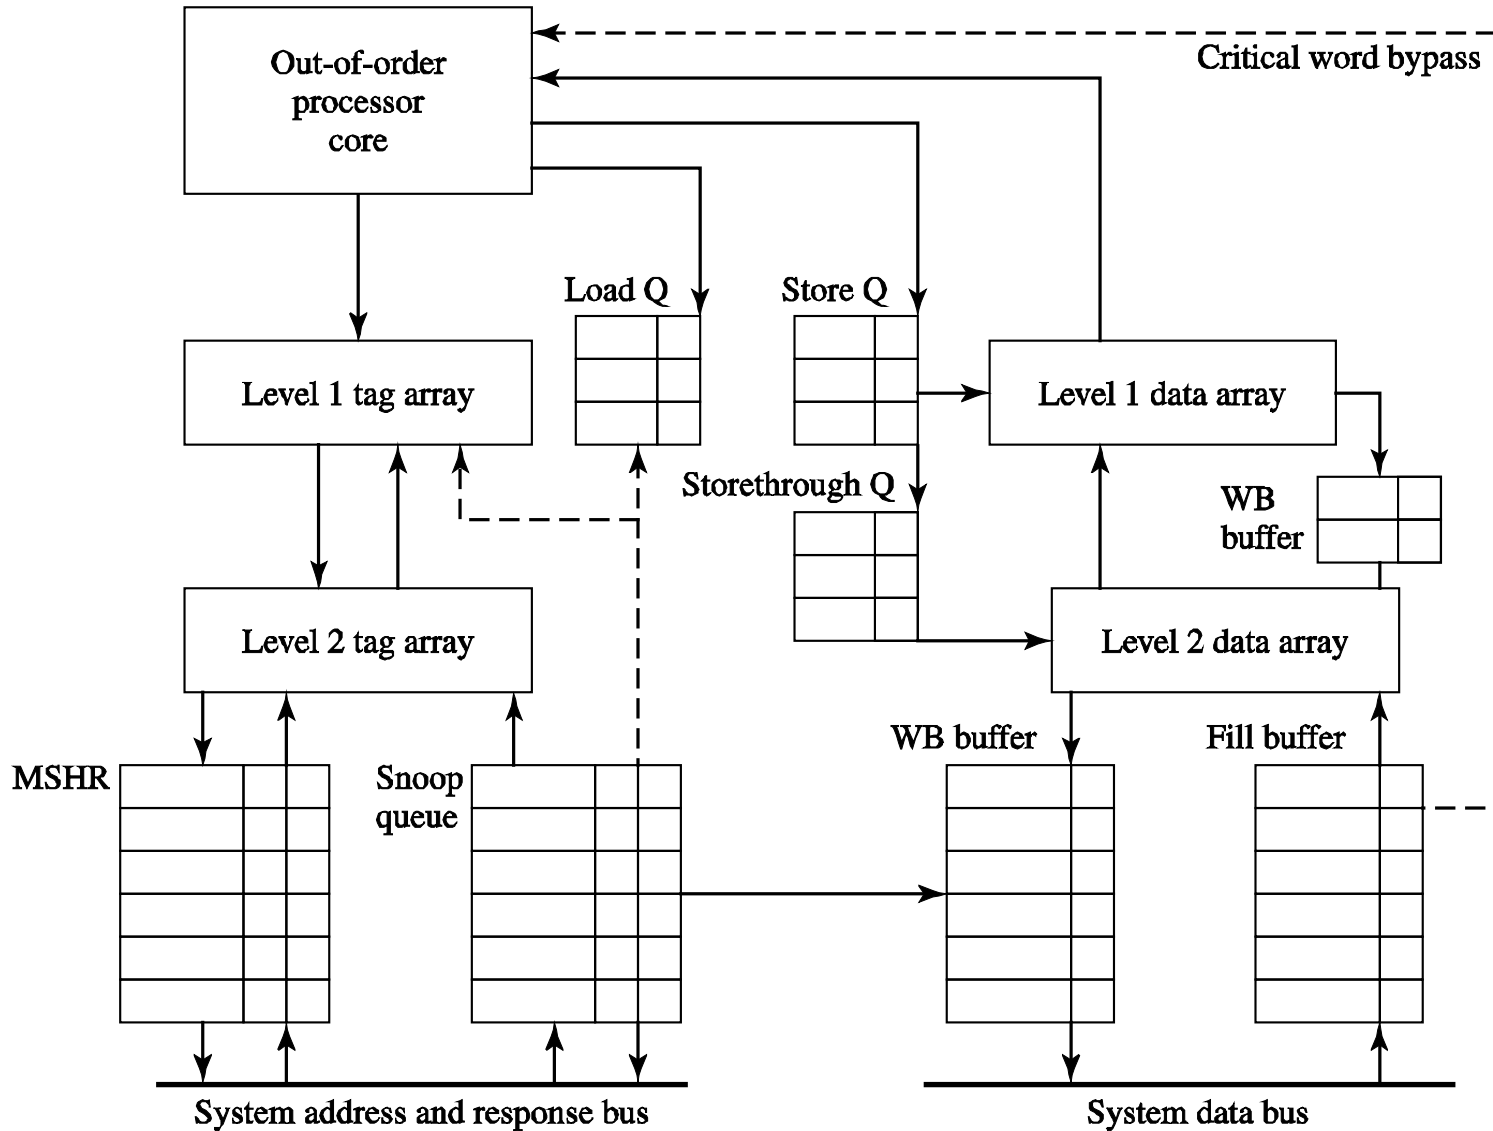 Out-of-order
processor
core
Critical word bypass
Load Q
Store Q
Level 1 tag array
Level 1 data array
Storethrough Q
WB
buffer
Level 2 tag array
Level 2 data array
MSHR
Snoop
queue
WB buffer
Fill buffer
System address and response bus
System data bus